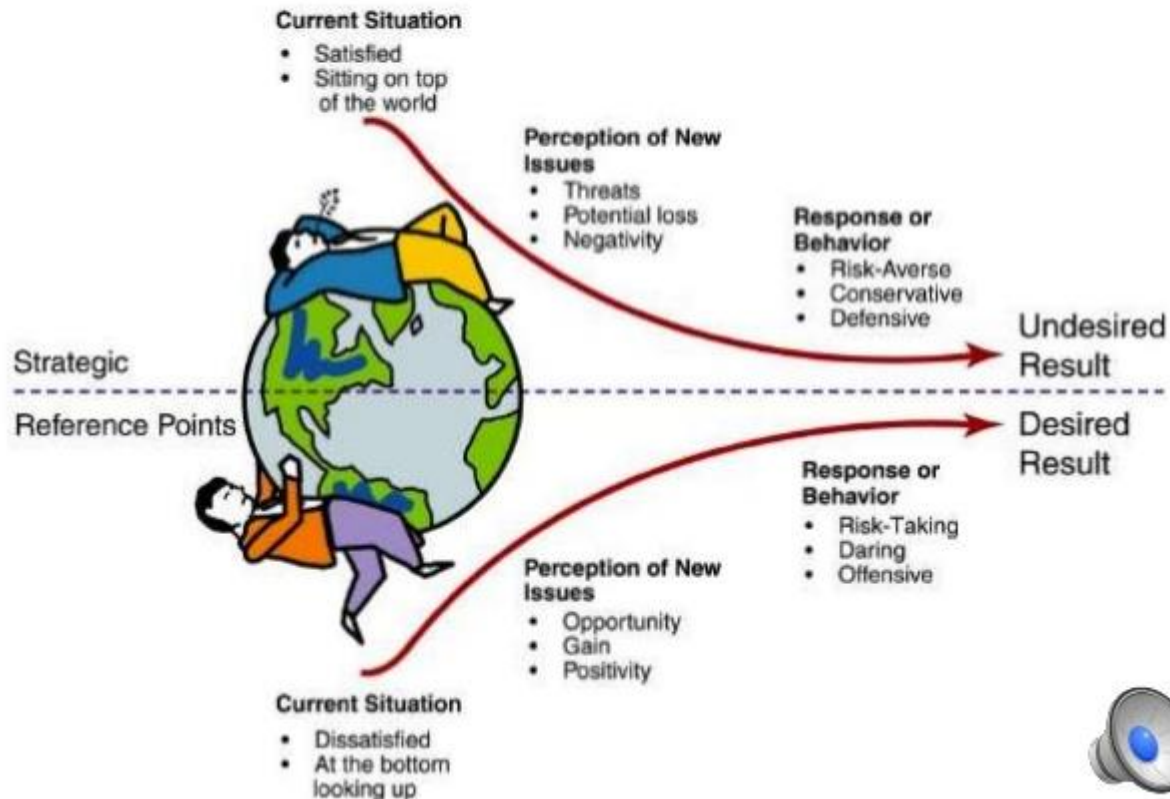 Current Situation
• Satisfied
• Sitting on top
of the world
Perception of New
Issues
• Threats
• Potential loss
• Negativity
Response or
Behavior
• Risk-Averse
• Conservative
• Defensive
Undesired
Result
Strategic
Reference Points
Desired
Result
Response or
Behavior
• Risk-Taking
• Daring
• Offensive
Perception of New
Issues
• Opportunity
• Gain
• Positivity
Current Situation
• Dissatisfied
• At the bottom
looking up